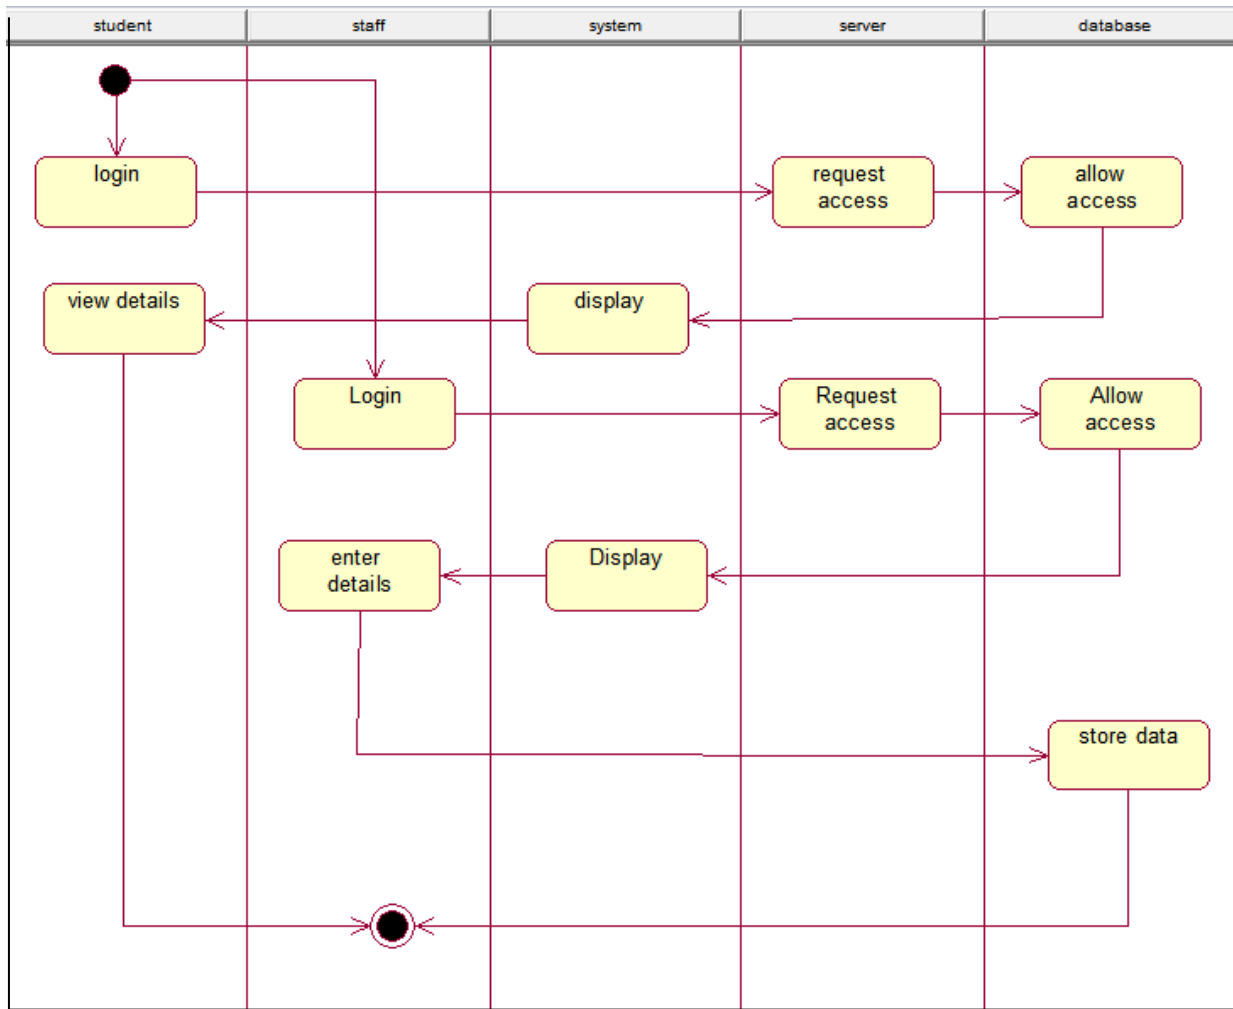 student
staff
system
server
database
login
request
access
allow
access
view details
display
Login
Request
access
Allow
access
enter
details
Display
store data